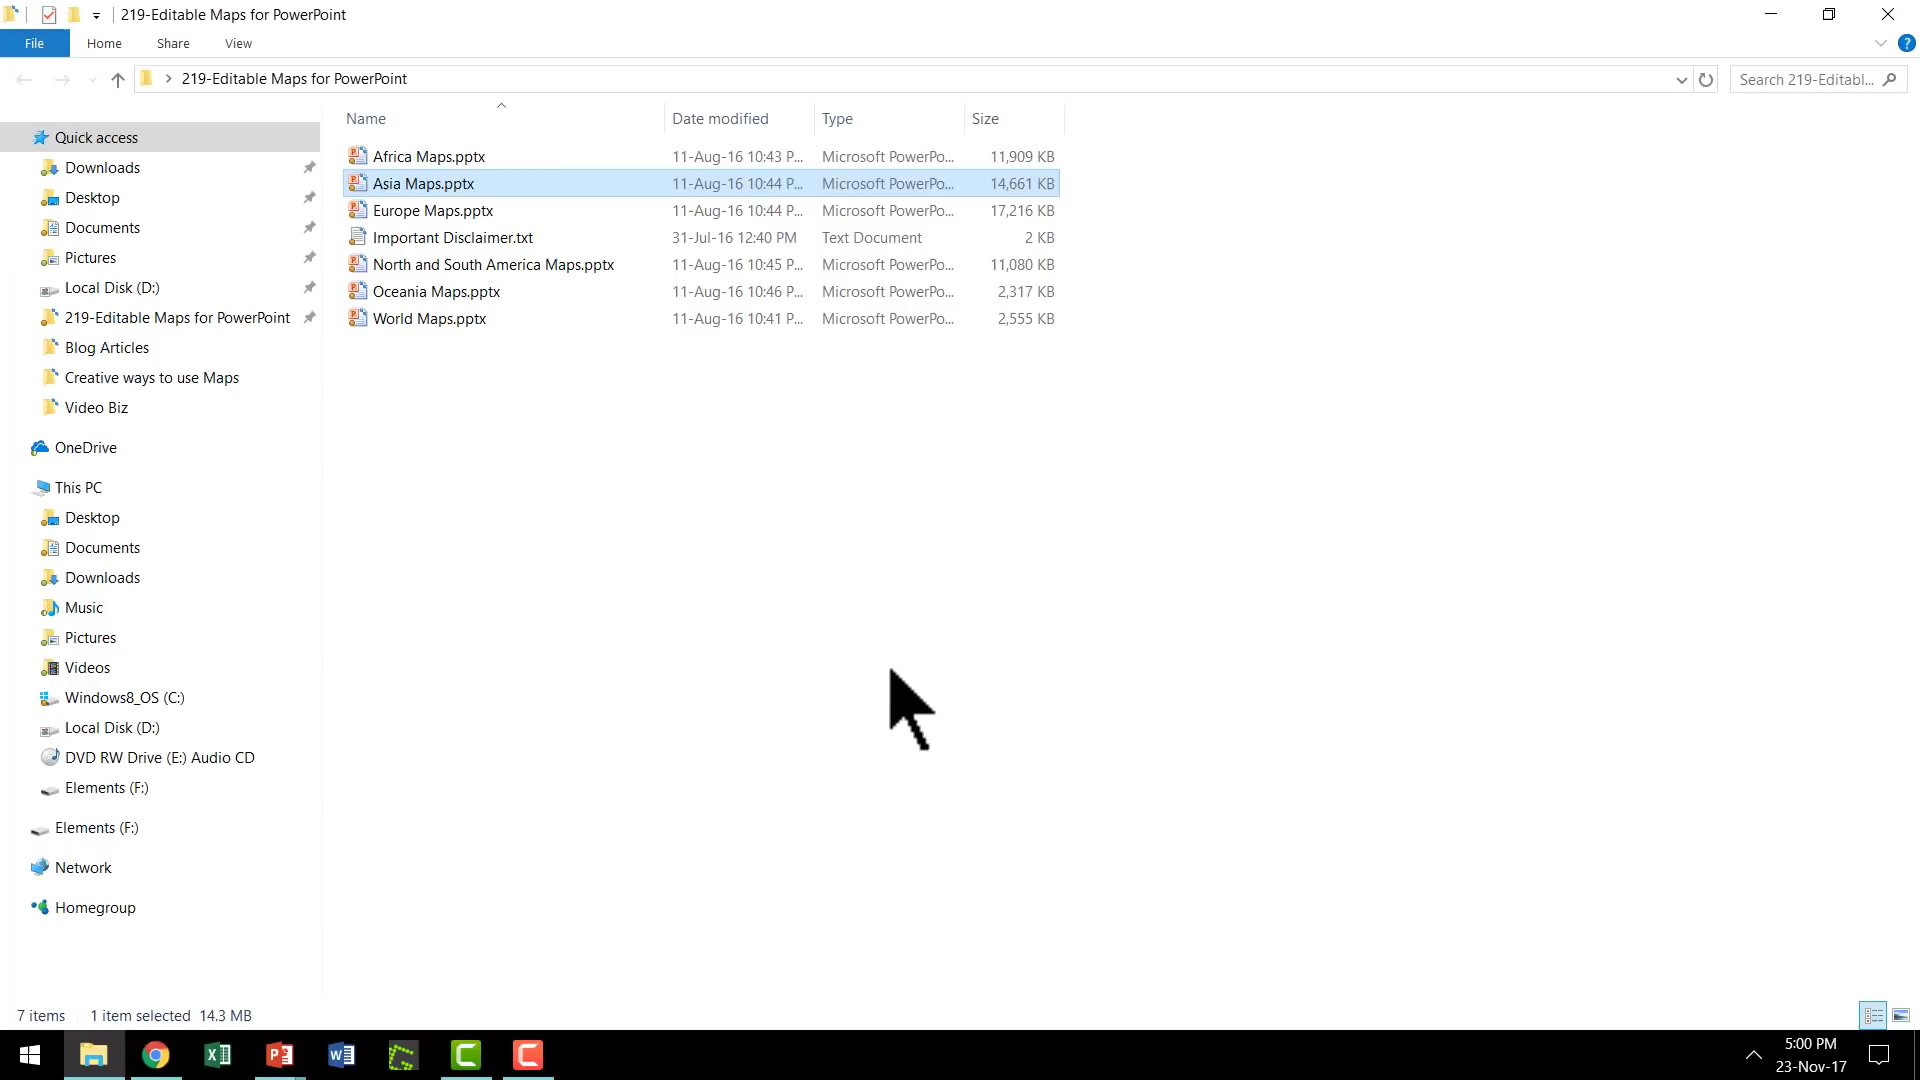 219-Editable Maps for PowerPoint
File Home Share View
219-Editable Maps for PowerPoint
Search 219-Editabl...
Name Date modified Type Size
Quick access
Downloads
Desktop
Documents
Pictures
Local Disk (D:)
219-Editable Maps for PowerPoint
Blog Articles
Creative ways to use Maps
Video Biz
OneDrive
This PC
Desktop
Documents
Downloads
Music
Pictures
Videos
Windows8_OS (C:)
Local Disk (D:)
DVD RW Drive (E:) Audio CD
Elements (F:)
Elements (F:)
Network
Homegroup
Africa Maps.pptx 11-Aug-16 10:43 P... Microsoft PowerPo... 11,909 KB
Asia Maps.pptx 11-Aug-16 10:44 P... Microsoft PowerPo... 14,661 KB
Europe Maps.pptx 11-Aug-16 10:44 P... Microsoft PowerPo... 17,216 KB
Important Disclaimer.txt 31-Jul-16 12:40 PM Text Document 2 KB
North and South America Maps.pptx 11-Aug-16 10:45 P... Microsoft PowerPo... 11,080 KB
Oceania Maps.pptx 11-Aug-16 10:46 P... Microsoft PowerPo... 2,317 KB
World Maps.pptx 11-Aug-16 10:41 P... Microsoft PowerPo... 2,555 KB
7 items 1 item selected 14.3 MB
5:00 PM
23-Nov-17